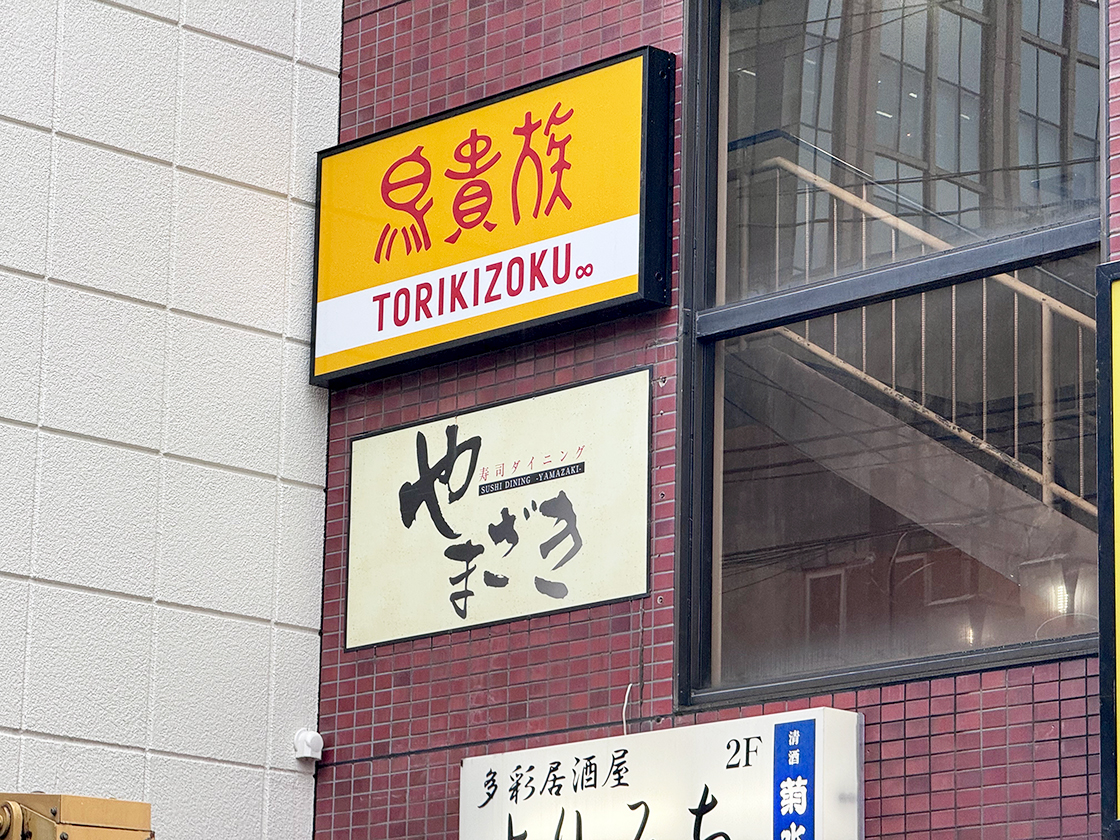 鳥貴族
TORIKIZOKU∞
寿司ダイニング
SUSHI DINING -YAMAZAKI-
やまざき
多彩居酒屋
2F
清酒
菊水